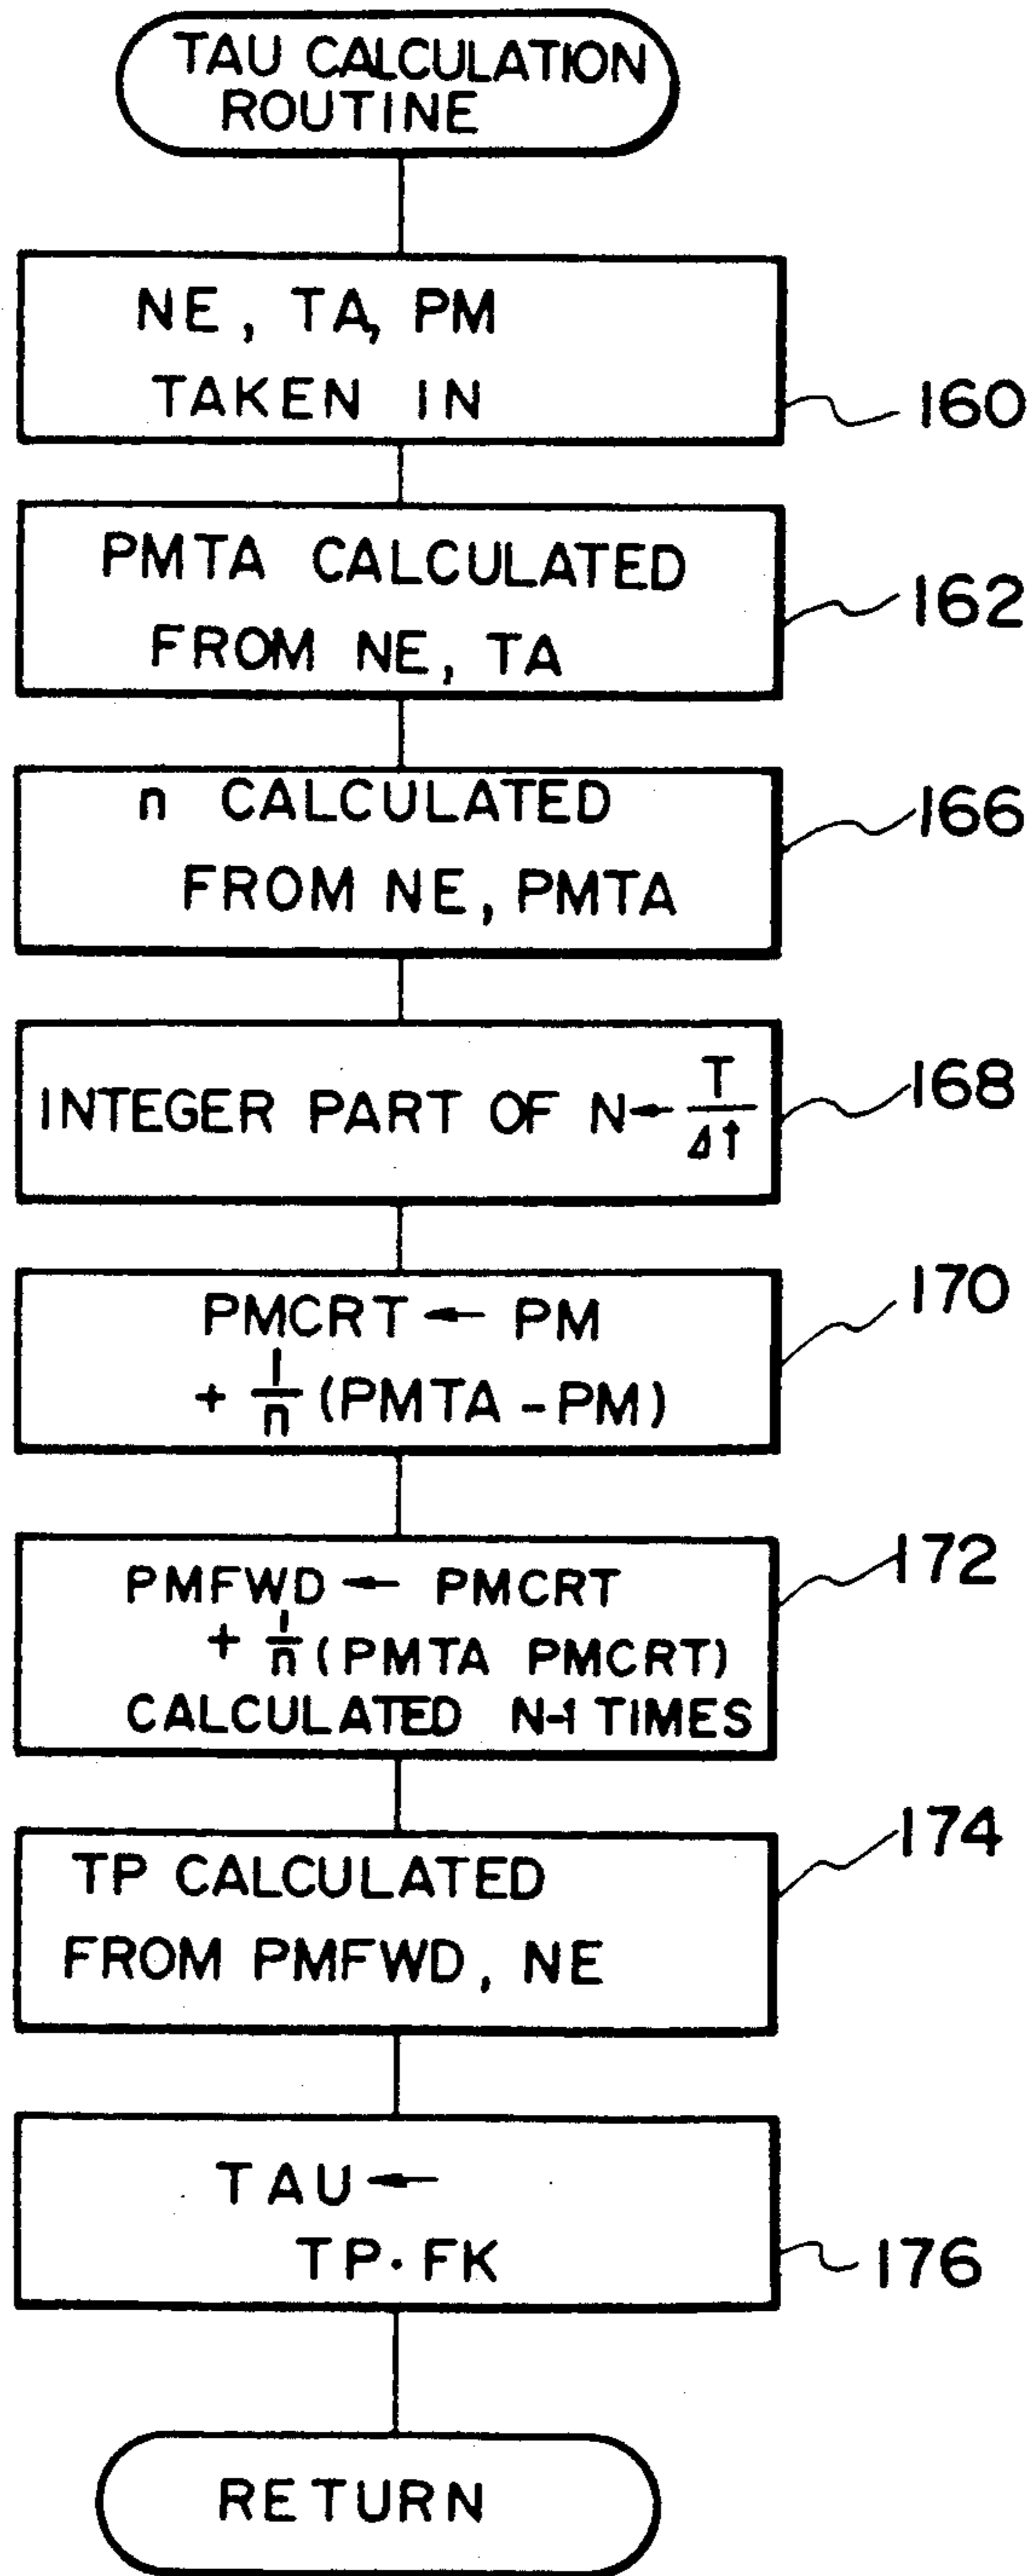 TAU CALCULATION
ROUTINE
NE, TA, PM
TAKEN IN
160
PMTA CALCULATED
FROM NE, TA
162
n CALCULATED
FROM NE, PMTA
166
INTEGER PART OF N← T/Δt
168
PMCRT ← PM
+ 1/n (PMTA - PM)
170
PMFWD ← PMCRT
+ 1/n (PMTA PMCRT)
CALCULATED N-1 TIMES
172
TP CALCULATED
FROM PMFWD, NE
174
TAU ←
TP·FK
176
RETURN